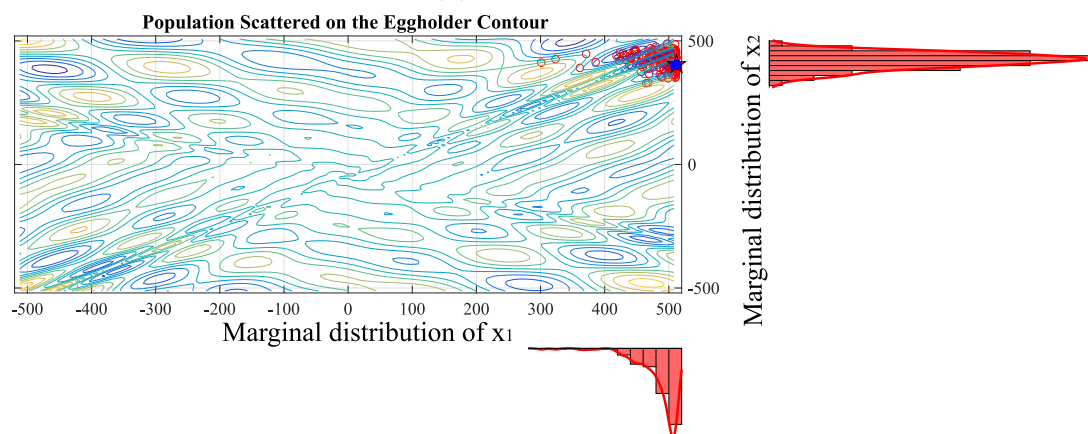 Population Scattered on the Eggholder Contour
500
0
-500
-500 -400 -300 -200 -100 0 100 200 300 400 500
Marginal distribution of x1
Marginal distribution of x2